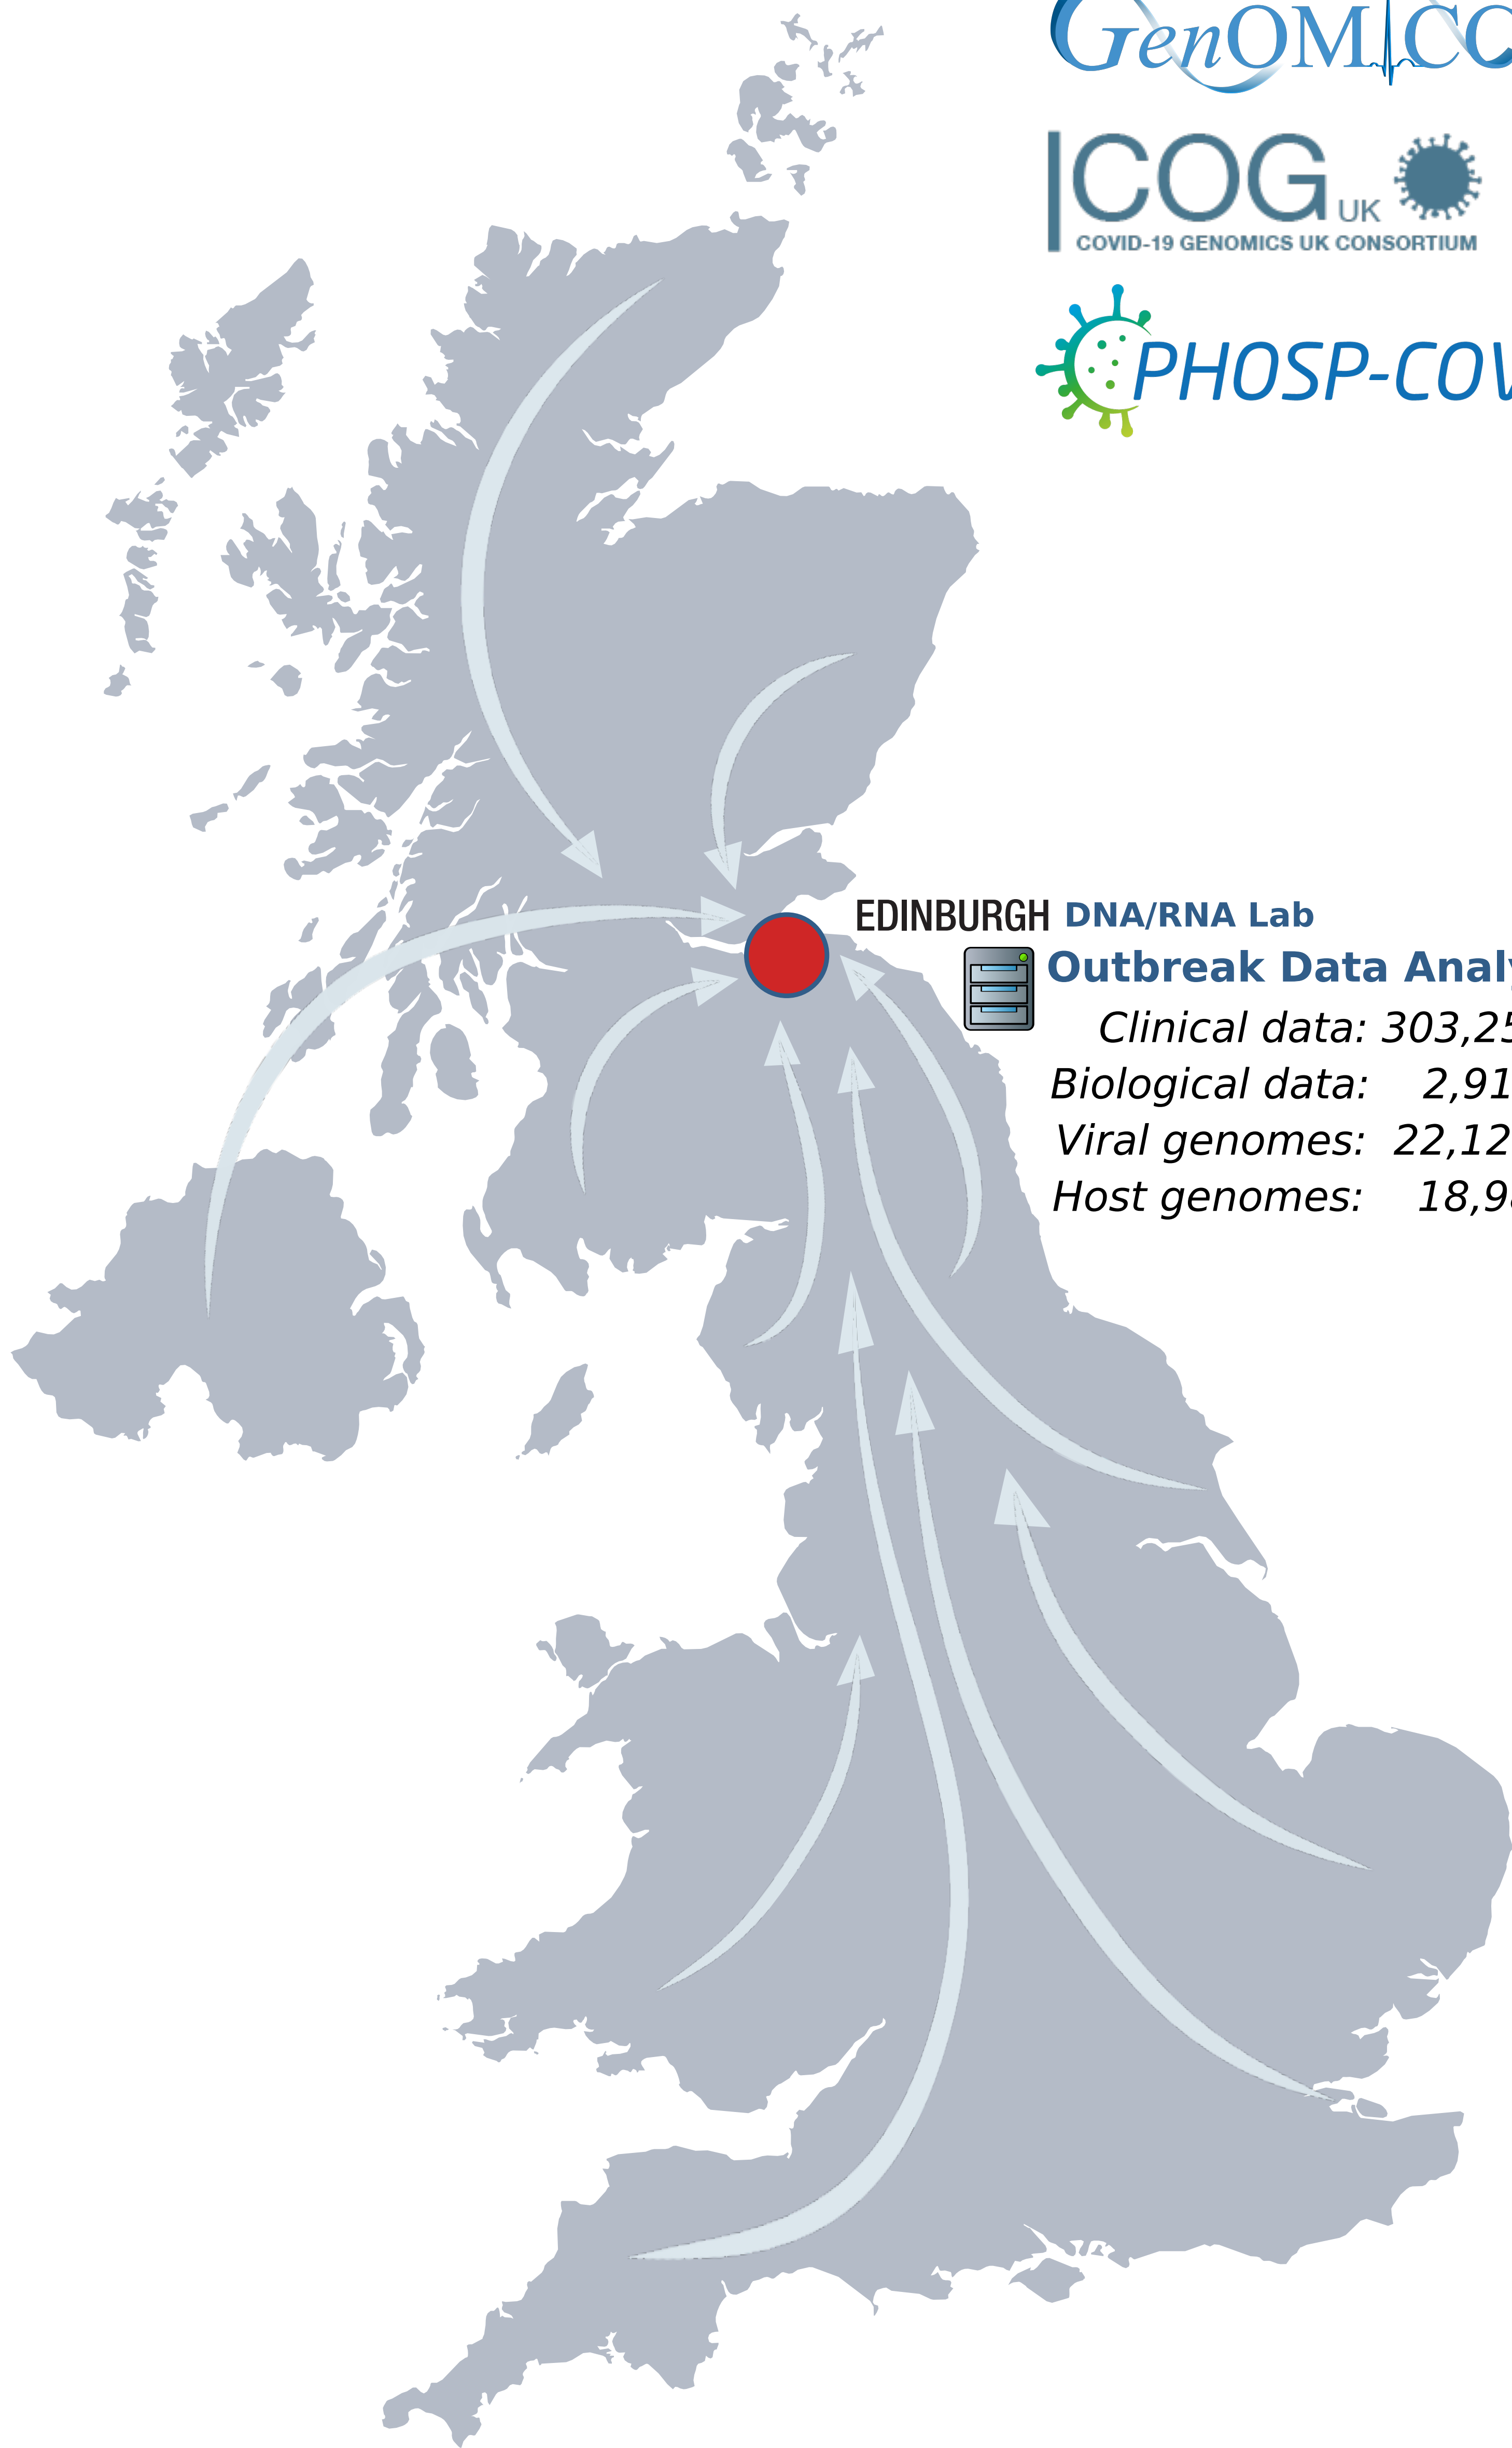 GenOMICC
COG UK
COVID-19 GENOMICS UK CONSORTIUM
PHOSP-COV
EDINBURGH DNA/RNA Lab
Outbreak Data Analy
Clinical data: 303,25
Biological data: 2,91
Viral genomes: 22,12
Host genomes: 18,9